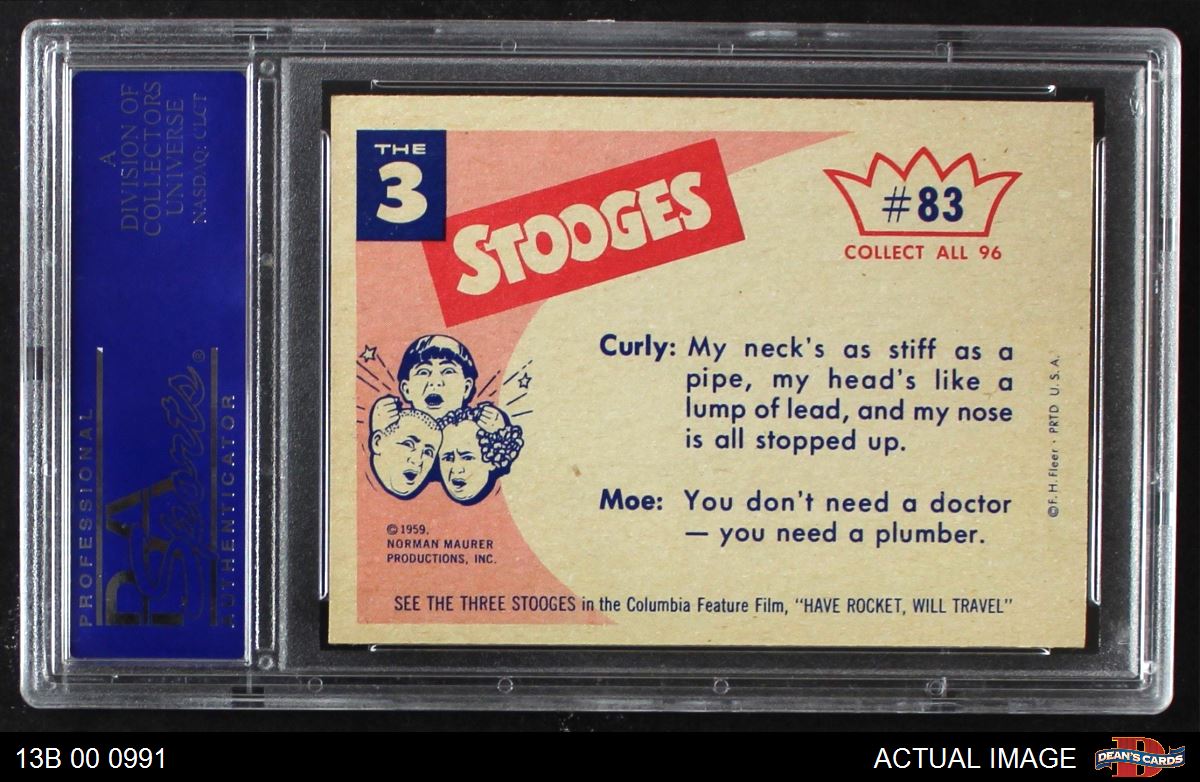 A
DIVISION OF
COLLECTORS
UNIVERSE
NASDAQ: CLCT
PROFESSIONAL
PSA
Sports®
AUTHENTICATOR
THE
3
STOOGES
#83
COLLECT ALL 96
Curly: My neck's as stiff as a
pipe, my head's like a
lump of lead, and my nose
is all stopped up.
Moe: You don't need a doctor
— you need a plumber.
© 1959,
NORMAN MAURER
PRODUCTIONS, INC.
SEE THE THREE STOOGES in the Columbia Feature Film, "HAVE ROCKET, WILL TRAVEL"
© F. H. Fleer • PRTD U. S. A.
13B 00 0991
ACTUAL IMAGE
D
DEAN'S CARDS